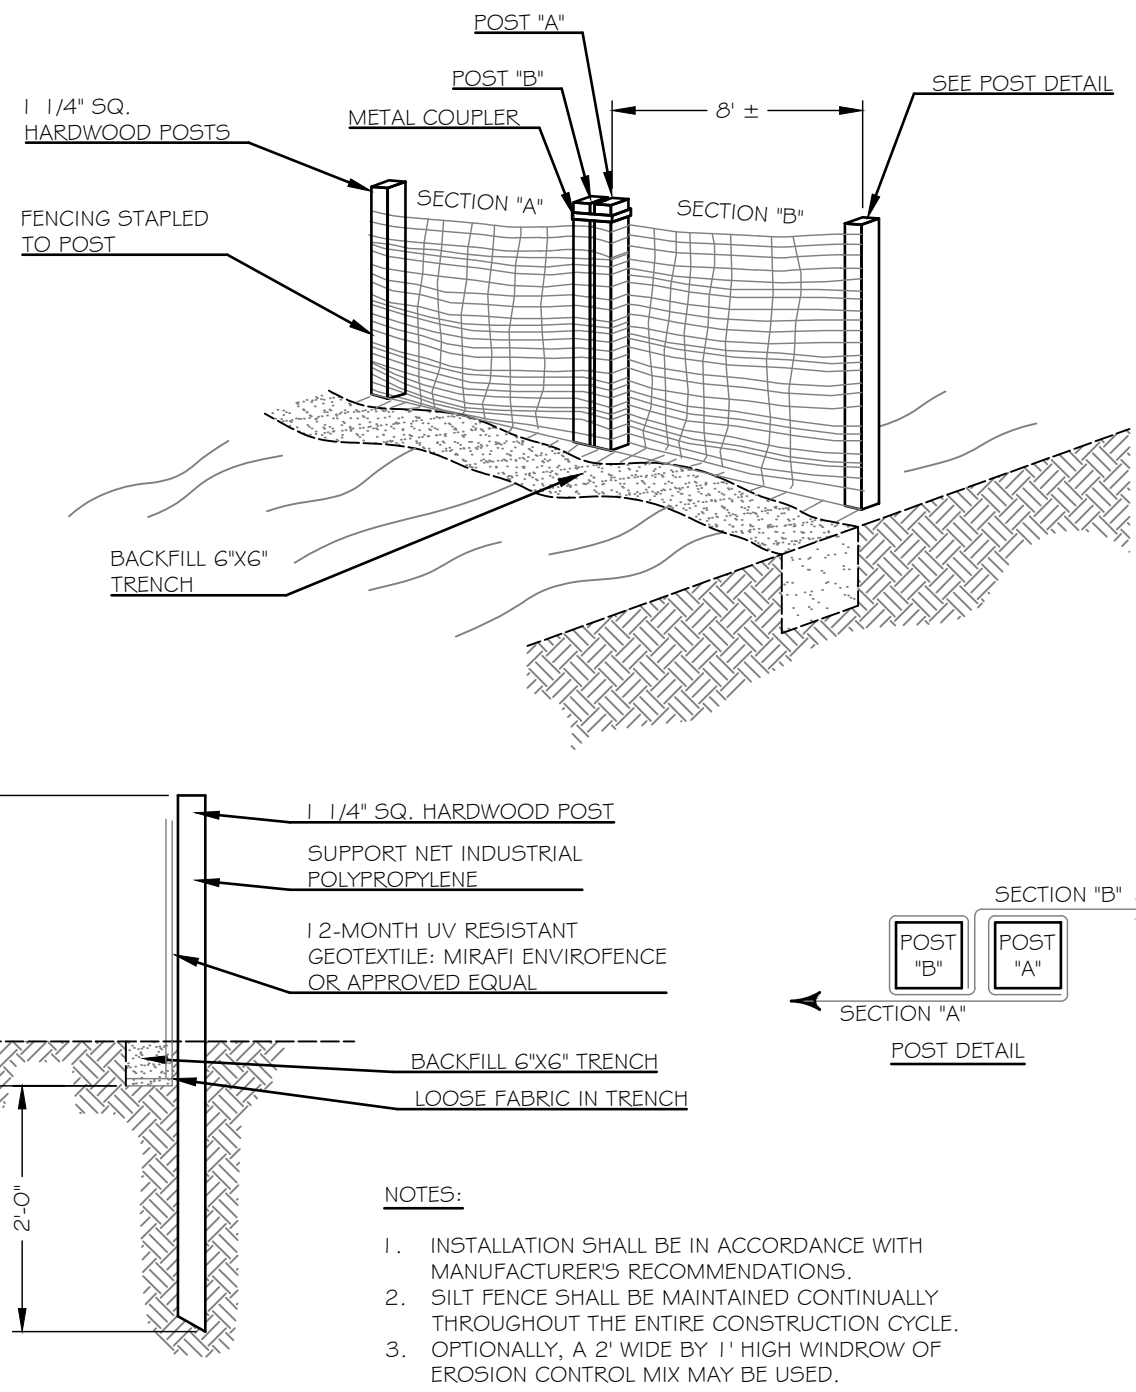 POST "A"
POST "B"
METAL COUPLER
8' ±
SEE POST DETAIL
1 1/4" SQ.
HARDWOOD POSTS
SECTION "A"
SECTION "B"
FENCING STAPLED
TO POST
BACKFILL 6"X6"
TRENCH
1 1/4" SQ. HARDWOOD POST
SUPPORT NET INDUSTRIAL
POLYPROPYLENE
12-MONTH UV RESISTANT
GEOTEXTILE: MIRAFI ENVIROFENCE
OR APPROVED EQUAL
BACKFILL 6"X6" TRENCH
LOOSE FABRIC IN TRENCH
2'-0"
SECTION "B"
POST
"B"
POST
"A"
SECTION "A"
POST DETAIL
NOTES:
1. INSTALLATION SHALL BE IN ACCORDANCE WITH
MANUFACTURER'S RECOMMENDATIONS.
2. SILT FENCE SHALL BE MAINTAINED CONTINUALLY
THROUGHOUT THE ENTIRE CONSTRUCTION CYCLE.
3. OPTIONALLY, A 2' WIDE BY 1' HIGH WINDROW OF
EROSION CONTROL MIX MAY BE USED.